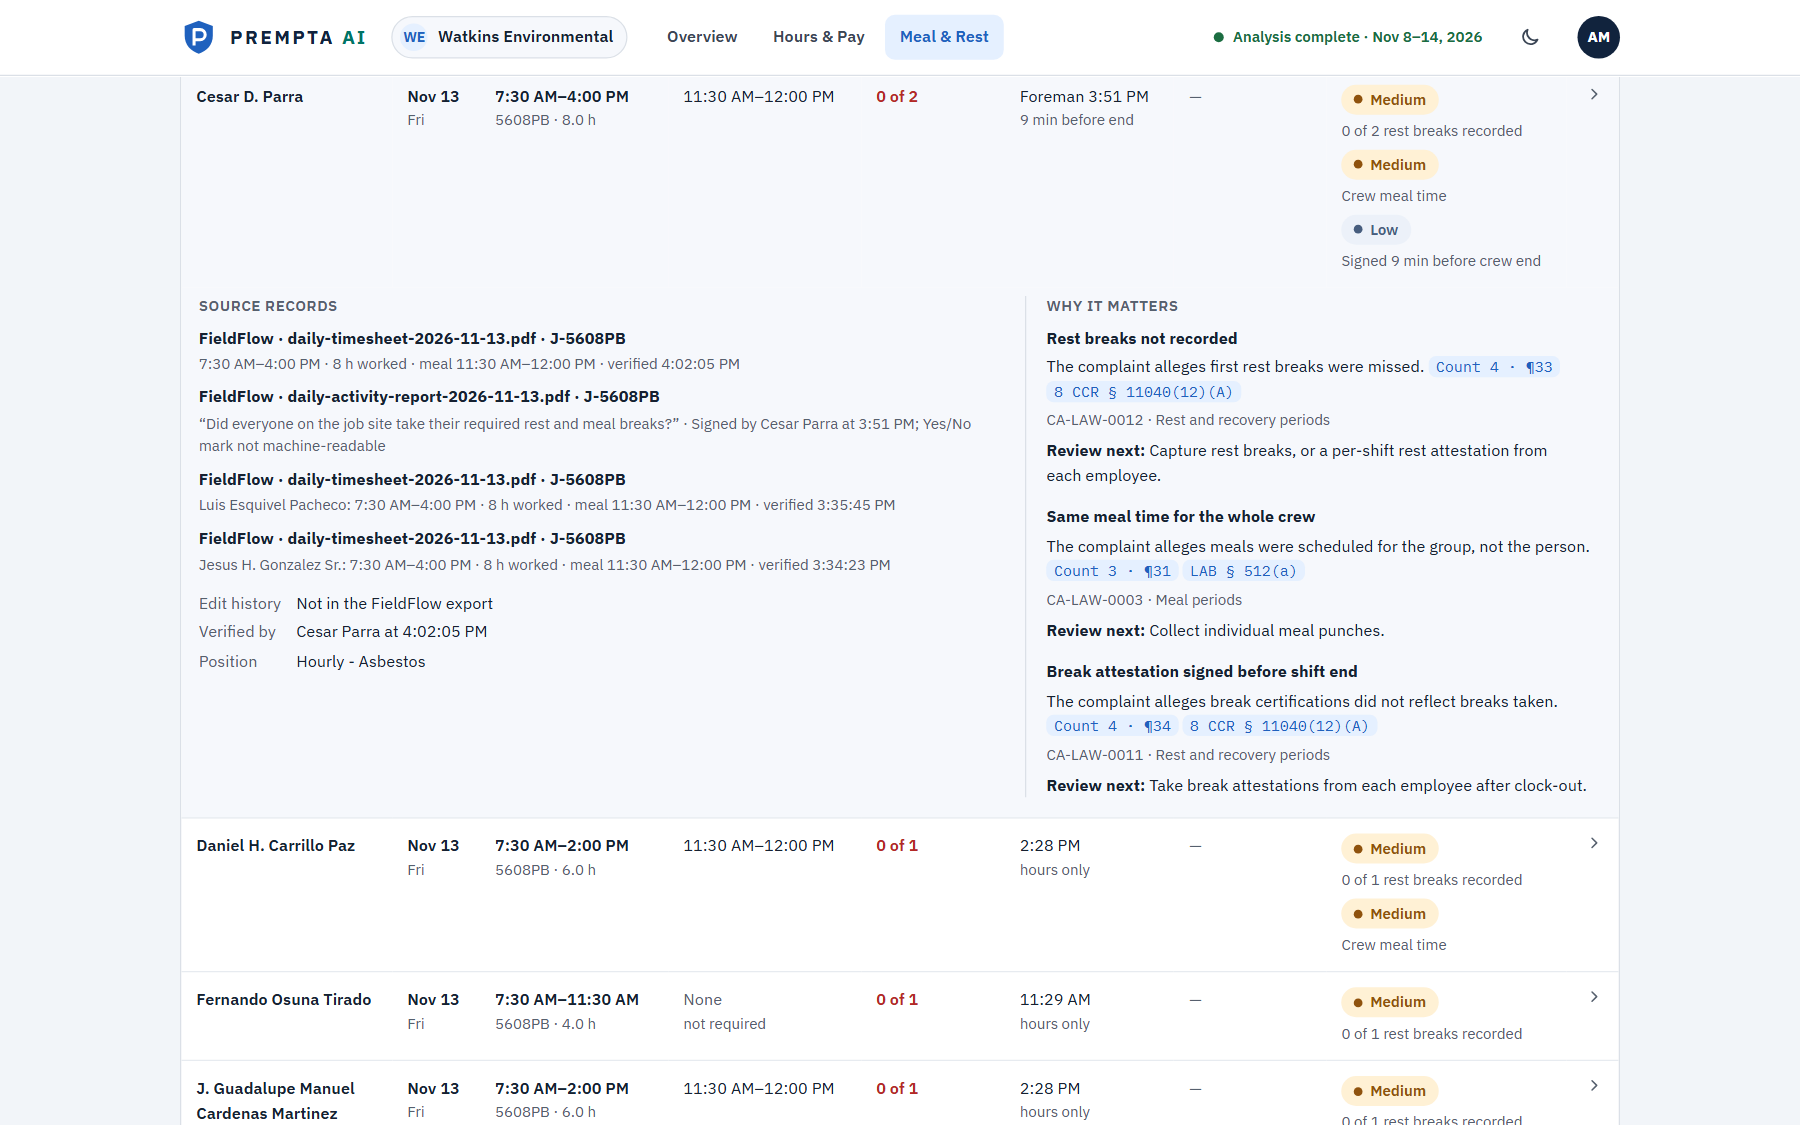 PREMPTA AI
WE Watkins Environmental
Overview
Hours & Pay
Meal & Rest
Analysis complete · Nov 8–14, 2026
AM
Cesar D. Parra
Nov 13
Fri
7:30 AM–4:00 PM
5608PB · 8.0 h
11:30 AM–12:00 PM
0 of 2
Foreman 3:51 PM
9 min before end
—
Medium
0 of 2 rest breaks recorded
Medium
Crew meal time
Low
Signed 9 min before crew end
SOURCE RECORDS
FieldFlow · daily-timesheet-2026-11-13.pdf · J-5608PB
7:30 AM–4:00 PM · 8 h worked · meal 11:30 AM–12:00 PM · verified 4:02:05 PM
FieldFlow · daily-activity-report-2026-11-13.pdf · J-5608PB
“Did everyone on the job site take their required rest and meal breaks?” · Signed by Cesar Parra at 3:51 PM; Yes/No
mark not machine-readable
FieldFlow · daily-timesheet-2026-11-13.pdf · J-5608PB
Luis Esquivel Pacheco: 7:30 AM–4:00 PM · 8 h worked · meal 11:30 AM–12:00 PM · verified 3:35:45 PM
FieldFlow · daily-timesheet-2026-11-13.pdf · J-5608PB
Jesus H. Gonzalez Sr.: 7:30 AM–4:00 PM · 8 h worked · meal 11:30 AM–12:00 PM · verified 3:34:23 PM
Edit history Not in the FieldFlow export
Verified by Cesar Parra at 4:02:05 PM
Position Hourly - Asbestos
WHY IT MATTERS
Rest breaks not recorded
The complaint alleges first rest breaks were missed. Count 4 · ¶33
8 CCR § 11040(12)(A)
CA-LAW-0012 · Rest and recovery periods
Review next: Capture rest breaks, or a per-shift rest attestation from
each employee.
Same meal time for the whole crew
The complaint alleges meals were scheduled for the group, not the person.
Count 3 · ¶31 LAB § 512(a)
CA-LAW-0003 · Meal periods
Review next: Collect individual meal punches.
Break attestation signed before shift end
The complaint alleges break certifications did not reflect breaks taken.
Count 4 · ¶34 8 CCR § 11040(12)(A)
CA-LAW-0011 · Rest and recovery periods
Review next: Take break attestations from each employee after clock-out.
Daniel H. Carrillo Paz
Nov 13
Fri
7:30 AM–2:00 PM
5608PB · 6.0 h
11:30 AM–12:00 PM
0 of 1
2:28 PM
hours only
—
Medium
0 of 1 rest breaks recorded
Medium
Crew meal time
Fernando Osuna Tirado
Nov 13
Fri
7:30 AM–11:30 AM
5608PB · 4.0 h
None
not required
0 of 1
11:29 AM
hours only
—
Medium
0 of 1 rest breaks recorded
J. Guadalupe Manuel
Cardenas Martinez
Nov 13
Fri
7:30 AM–2:00 PM
5608PB · 6.0 h
11:30 AM–12:00 PM
0 of 1
2:28 PM
hours only
—
Medium
0 of 1 rest breaks recorded